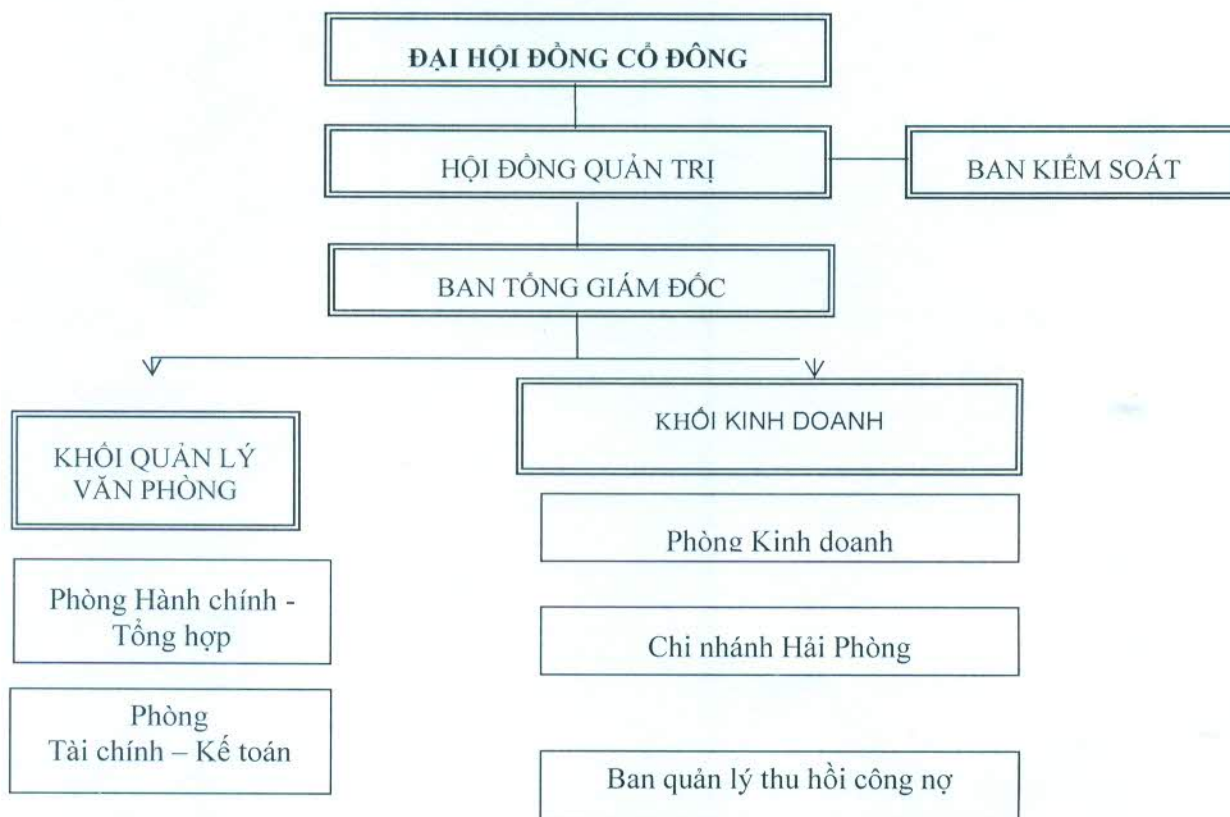 ĐẠI HỘI ĐỒNG CỔ ĐÔNG
HỘI ĐỒNG QUẢN TRỊ
BAN KIỂM SOÁT
BAN TỔNG GIÁM ĐỐC
KHỐI QUẢN LÝ
VĂN PHÒNG
KHỐI KINH DOANH
Phòng Hành chính -
Tổng hợp
Phòng
Tài chính – Kế toán
Phòng Kinh doanh
Chi nhánh Hải Phòng
Ban quản lý thu hồi công nợ